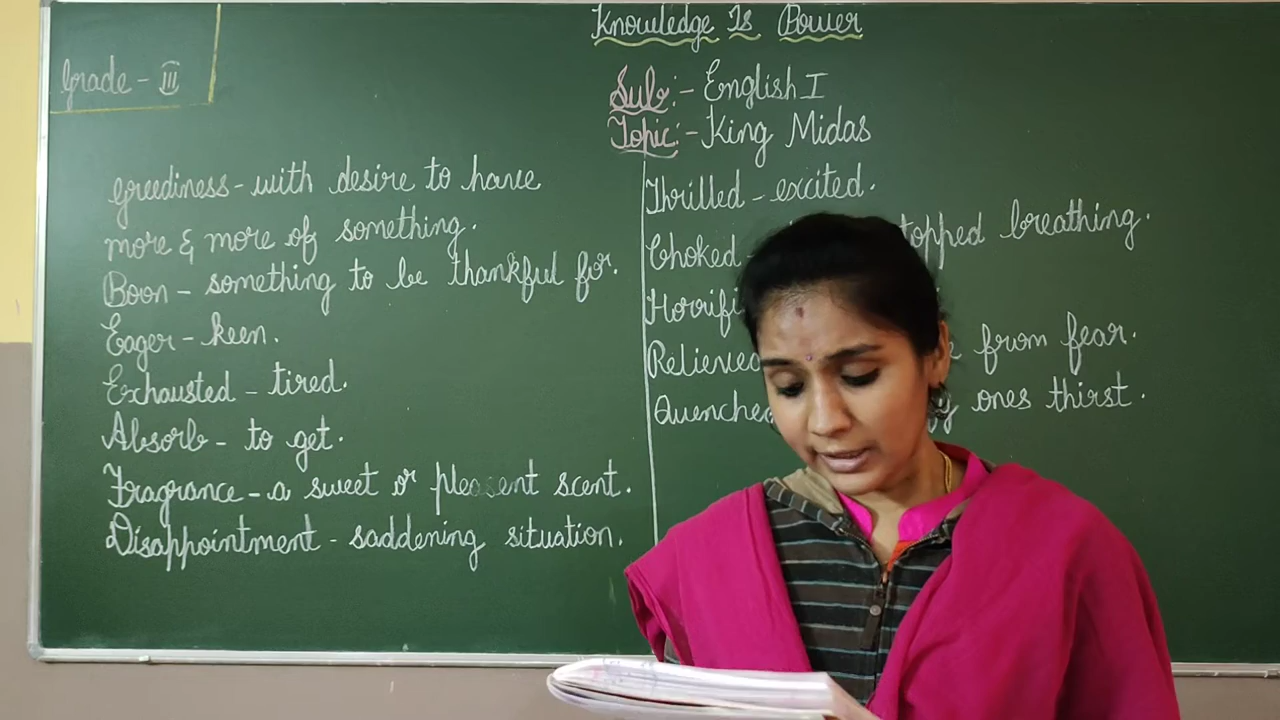 Knowledge Is Power
Grade - III
Sub:- English I
Topic:- King Midas
Greediness - with desire to have
more & more of something.
Boon - something to be thankful for.
Eager - keen.
Exhausted - tired.
Absorb - to get.
Fragrance - a sweet or pleasent scent.
Disappointment - saddening situation.
Thrilled - excited.
Choked - topped breathing.
Horrifi
Relieved from fear.
Quenched ones thirst.